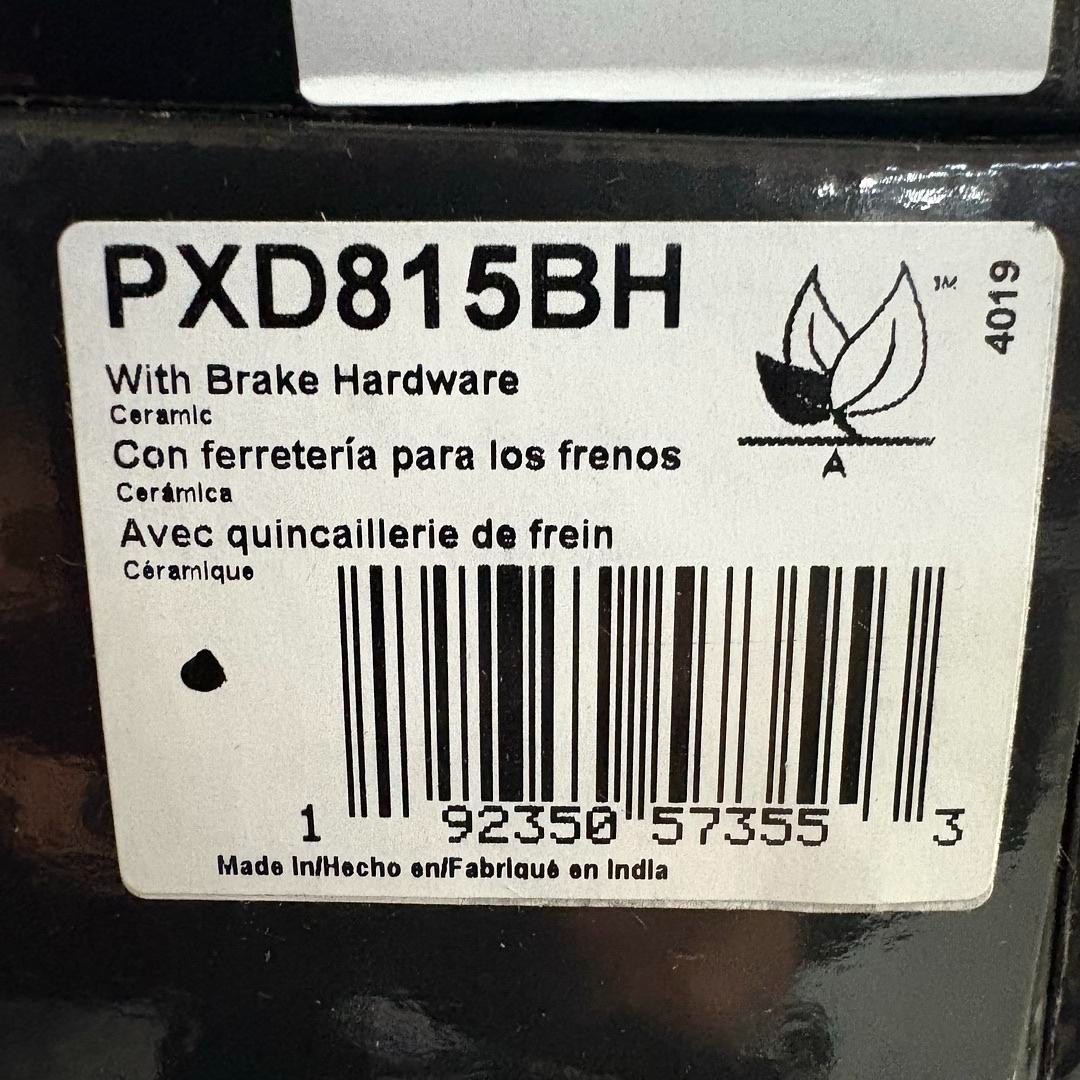 PXD815BH
With Brake Hardware
Ceramic
Con ferretería para los frenos
Cerámica
Avec quincaillerie de frein
Céramique
TM
4019
A
1 92350 57355 3
Made in/Hecho en/Fabriqué en India